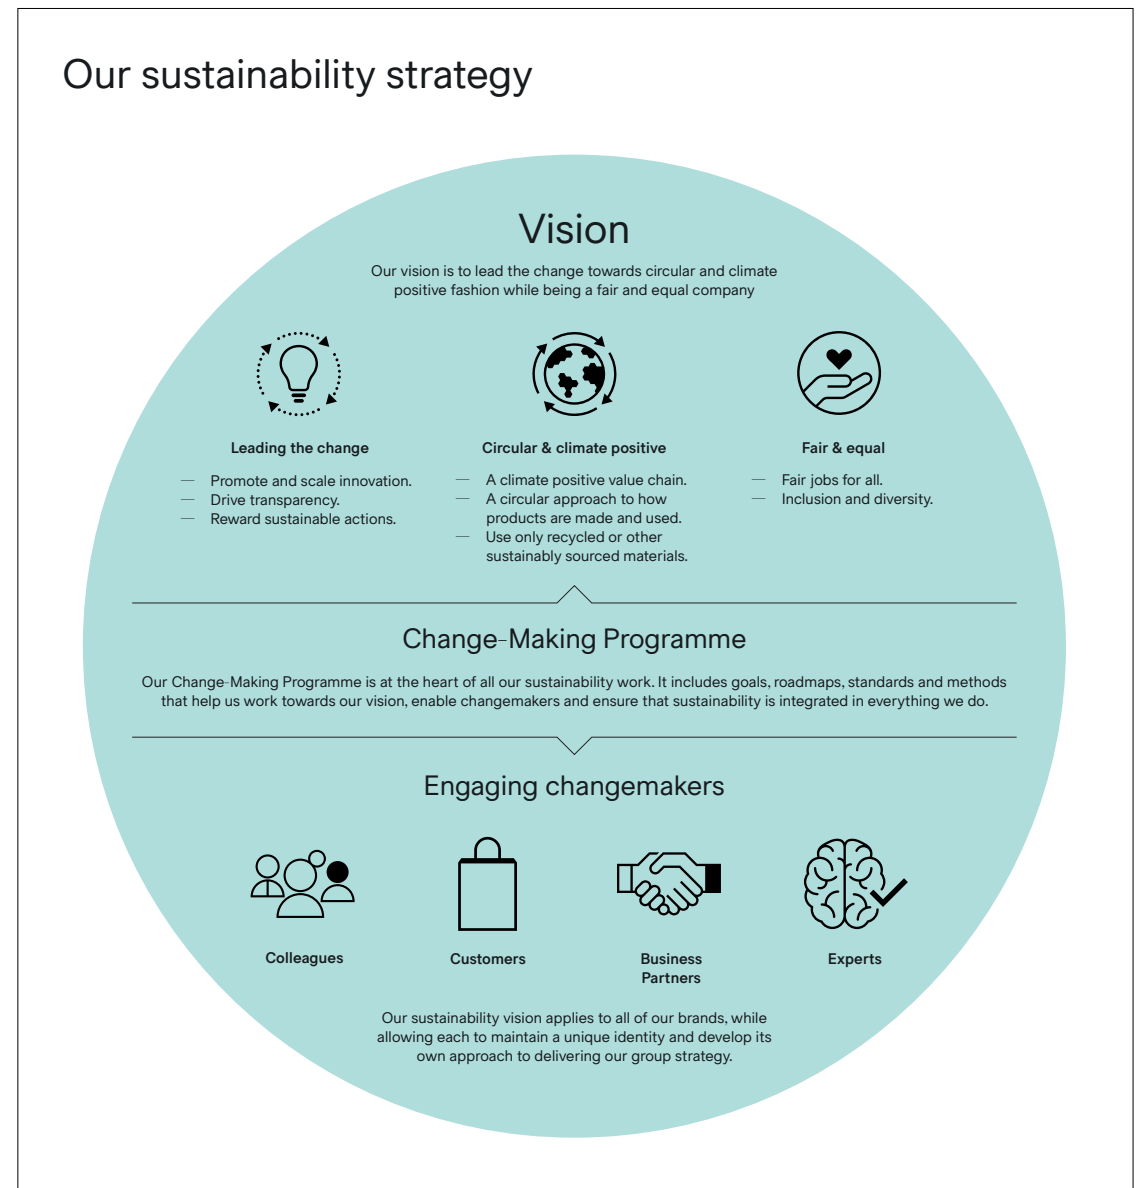 Our sustainability strategy
Vision
Our vision is to lead the change towards circular and climate
positive fashion while being a fair and equal company
Leading the change
— Promote and scale innovation.
— Drive transparency.
— Reward sustainable actions.
Circular & climate positive
— A climate positive value chain.
— A circular approach to how
products are made and used.
— Use only recycled or other
sustainably sourced materials.
Fair & equal
— Fair jobs for all.
— Inclusion and diversity.
Change-Making Programme
Our Change-Making Programme is at the heart of all our sustainability work. It includes goals, roadmaps, standards and methods
that help us work towards our vision, enable changemakers and ensure that sustainability is integrated in everything we do.
Engaging changemakers
Colleagues
Customers
Business
Partners
Experts
Our sustainability vision applies to all of our brands, while
allowing each to maintain a unique identity and develop its
own approach to delivering our group strategy.